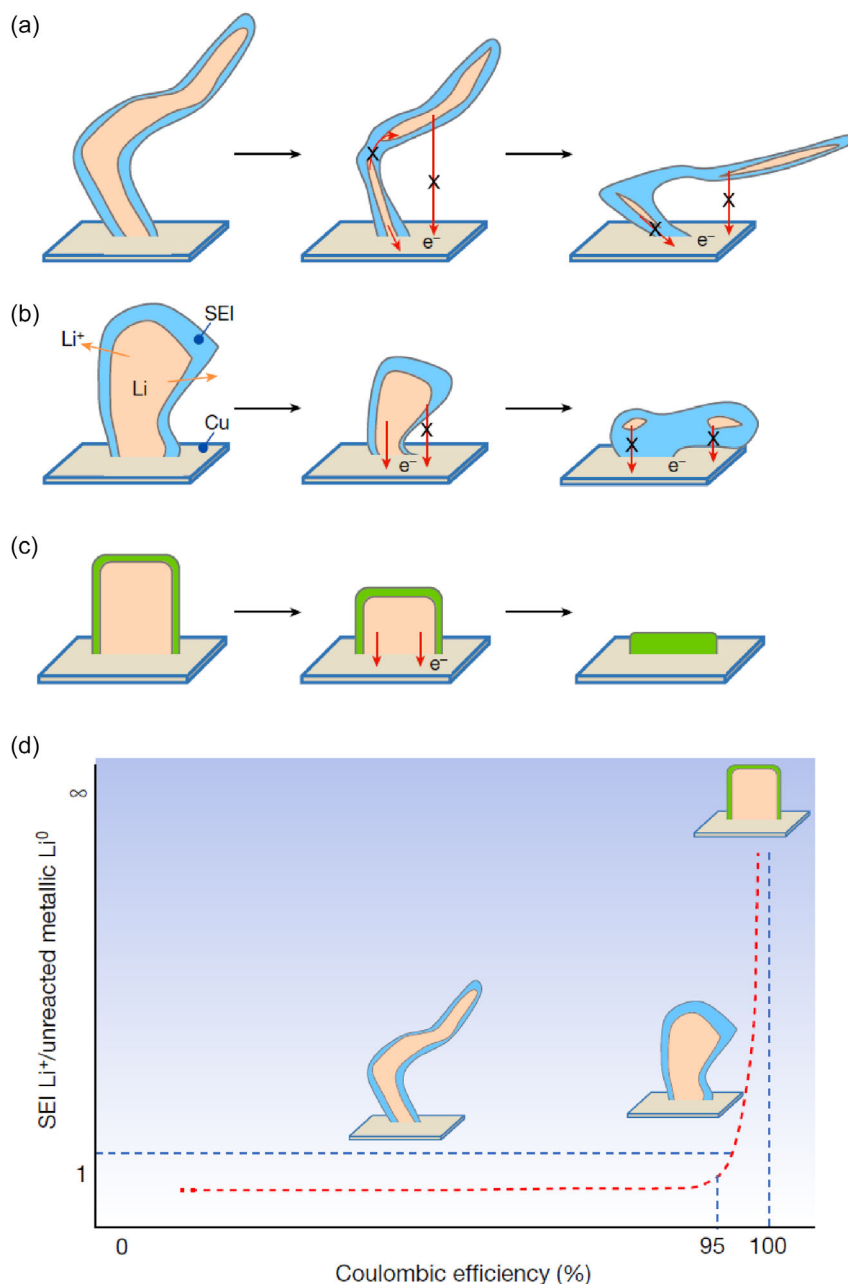 (a)
e⁻
e⁻
(b)
SEI
Li⁺
Li
Cu
e⁻
e⁻
(c)
e⁻
(d)
∞
SEI Li⁺/unreacted metallic Li⁰
1
0
95
100
Coulombic efficiency (%)